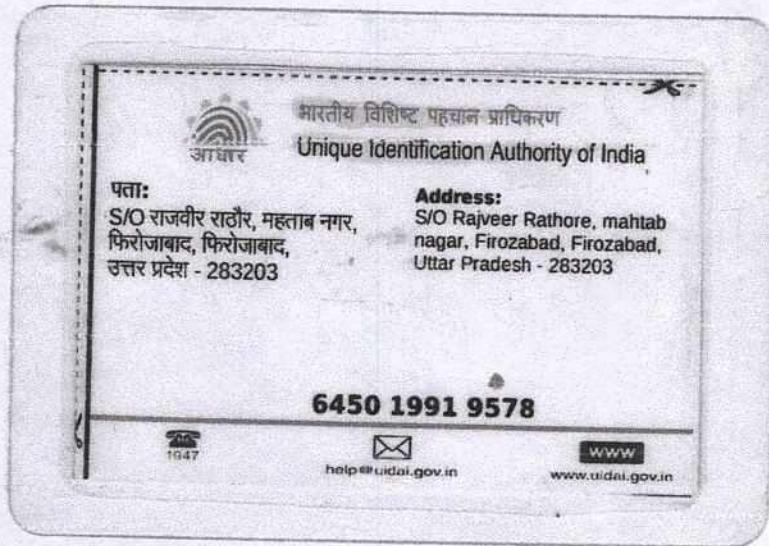 भारतीय विशिष्ट पहचान प्राधिकरण
आधार
Unique Identification Authority of India
पता:
S/O राजवीर राठौर, महताब नगर,
फिरोजाबाद, फिरोजाबाद,
उत्तर प्रदेश - 283203
Address:
S/O Rajveer Rathore, mahtab
nagar, Firozabad, Firozabad,
Uttar Pradesh - 283203
6450 1991 9578
1947
help@uidai.gov.in
www
www.uidai.gov.in